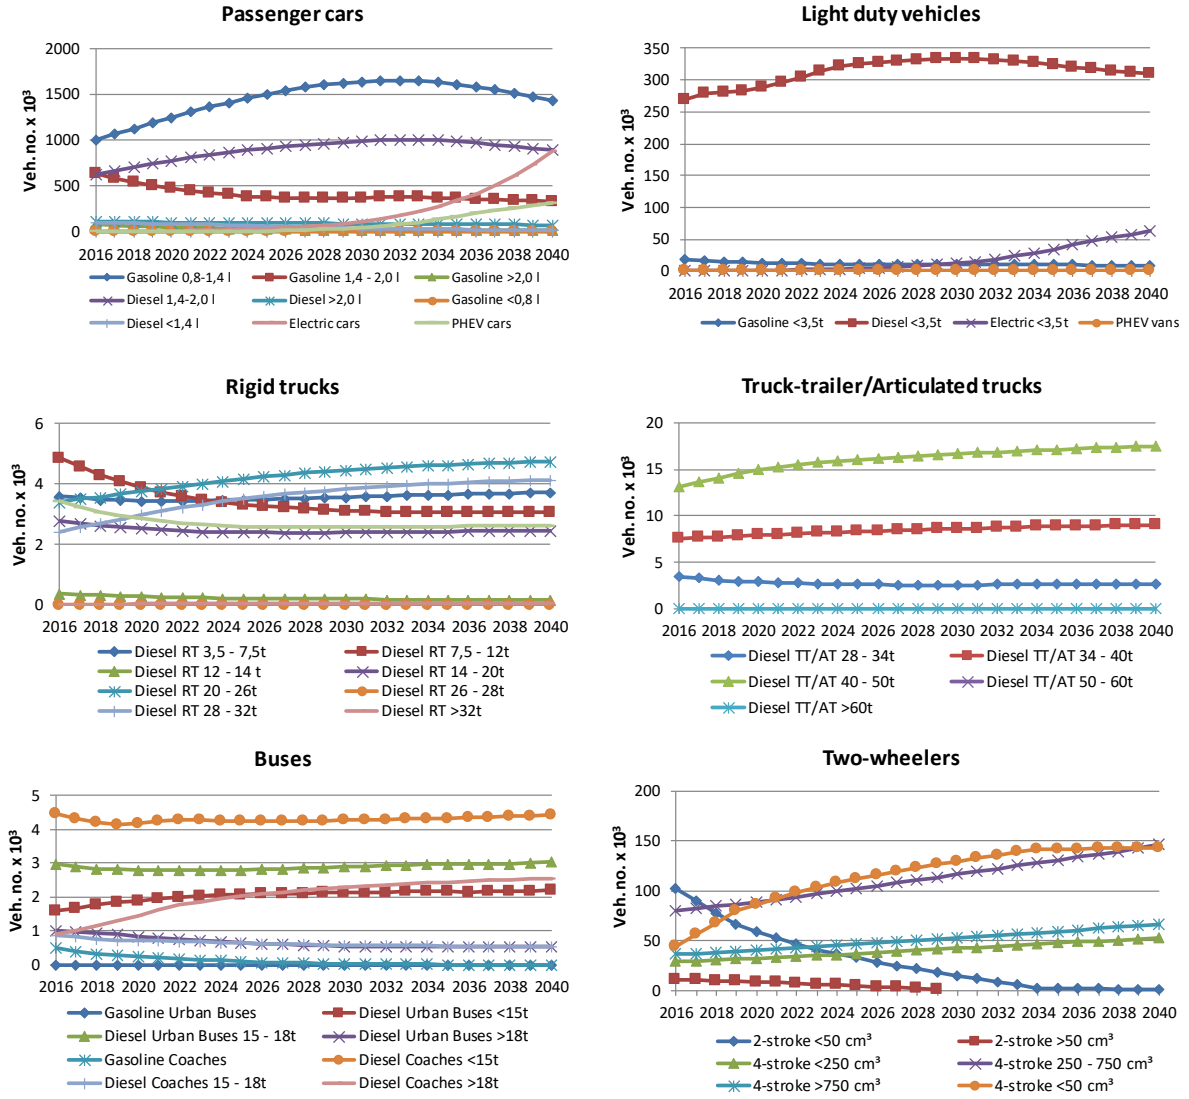 Passenger cars
Veh. no. x 10³
2000
1500
1000
500
0
2016 2018 2020 2022 2024 2026 2028 2030 2032 2034 2036 2038 2040
Gasoline 0,8-1,4 l Gasoline 1,4 - 2,0 l Gasoline >2,0 l
Diesel 1,4-2,0 l Diesel >2,0 l Gasoline <0,8 l
Diesel <1,4 l Electric cars PHEV cars
Light duty vehicles
Veh. no. x 10³
350
300
250
200
150
100
50
0
2016 2018 2020 2022 2024 2026 2028 2030 2032 2034 2036 2038 2040
Gasoline <3,5t Diesel <3,5t Electric <3,5t PHEV vans
Rigid trucks
Veh. no. x 10³
6
4
2
0
2016 2018 2020 2022 2024 2026 2028 2030 2032 2034 2036 2038 2040
Diesel RT 3,5 - 7,5t Diesel RT 7,5 - 12t
Diesel RT 12 - 14 t Diesel RT 14 - 20t
Diesel RT 20 - 26t Diesel RT 26 - 28t
Diesel RT 28 - 32t Diesel RT >32t
Truck-trailer/Articulated trucks
Veh. no. x 10³
20
15
10
5
0
2016 2018 2020 2022 2024 2026 2028 2030 2032 2034 2036 2038 2040
Diesel TT/AT 28 - 34t Diesel TT/AT 34 - 40t
Diesel TT/AT 40 - 50t Diesel TT/AT 50 - 60t
Diesel TT/AT >60t
Buses
Veh. no. x 10³
5
4
3
2
1
0
2016 2018 2020 2022 2024 2026 2028 2030 2032 2034 2036 2038 2040
Gasoline Urban Buses Diesel Urban Buses <15t
Diesel Urban Buses 15 - 18t Diesel Urban Buses >18t
Gasoline Coaches Diesel Coaches <15t
Diesel Coaches 15 - 18t Diesel Coaches >18t
Two-wheelers
Veh. no. x 10³
200
150
100
50
0
2016 2018 2020 2022 2024 2026 2028 2030 2032 2034 2036 2038 2040
2-stroke <50 cm³ 2-stroke >50 cm³
4-stroke <250 cm³ 4-stroke 250 - 750 cm³
4-stroke >750 cm³ 4-stroke <50 cm³